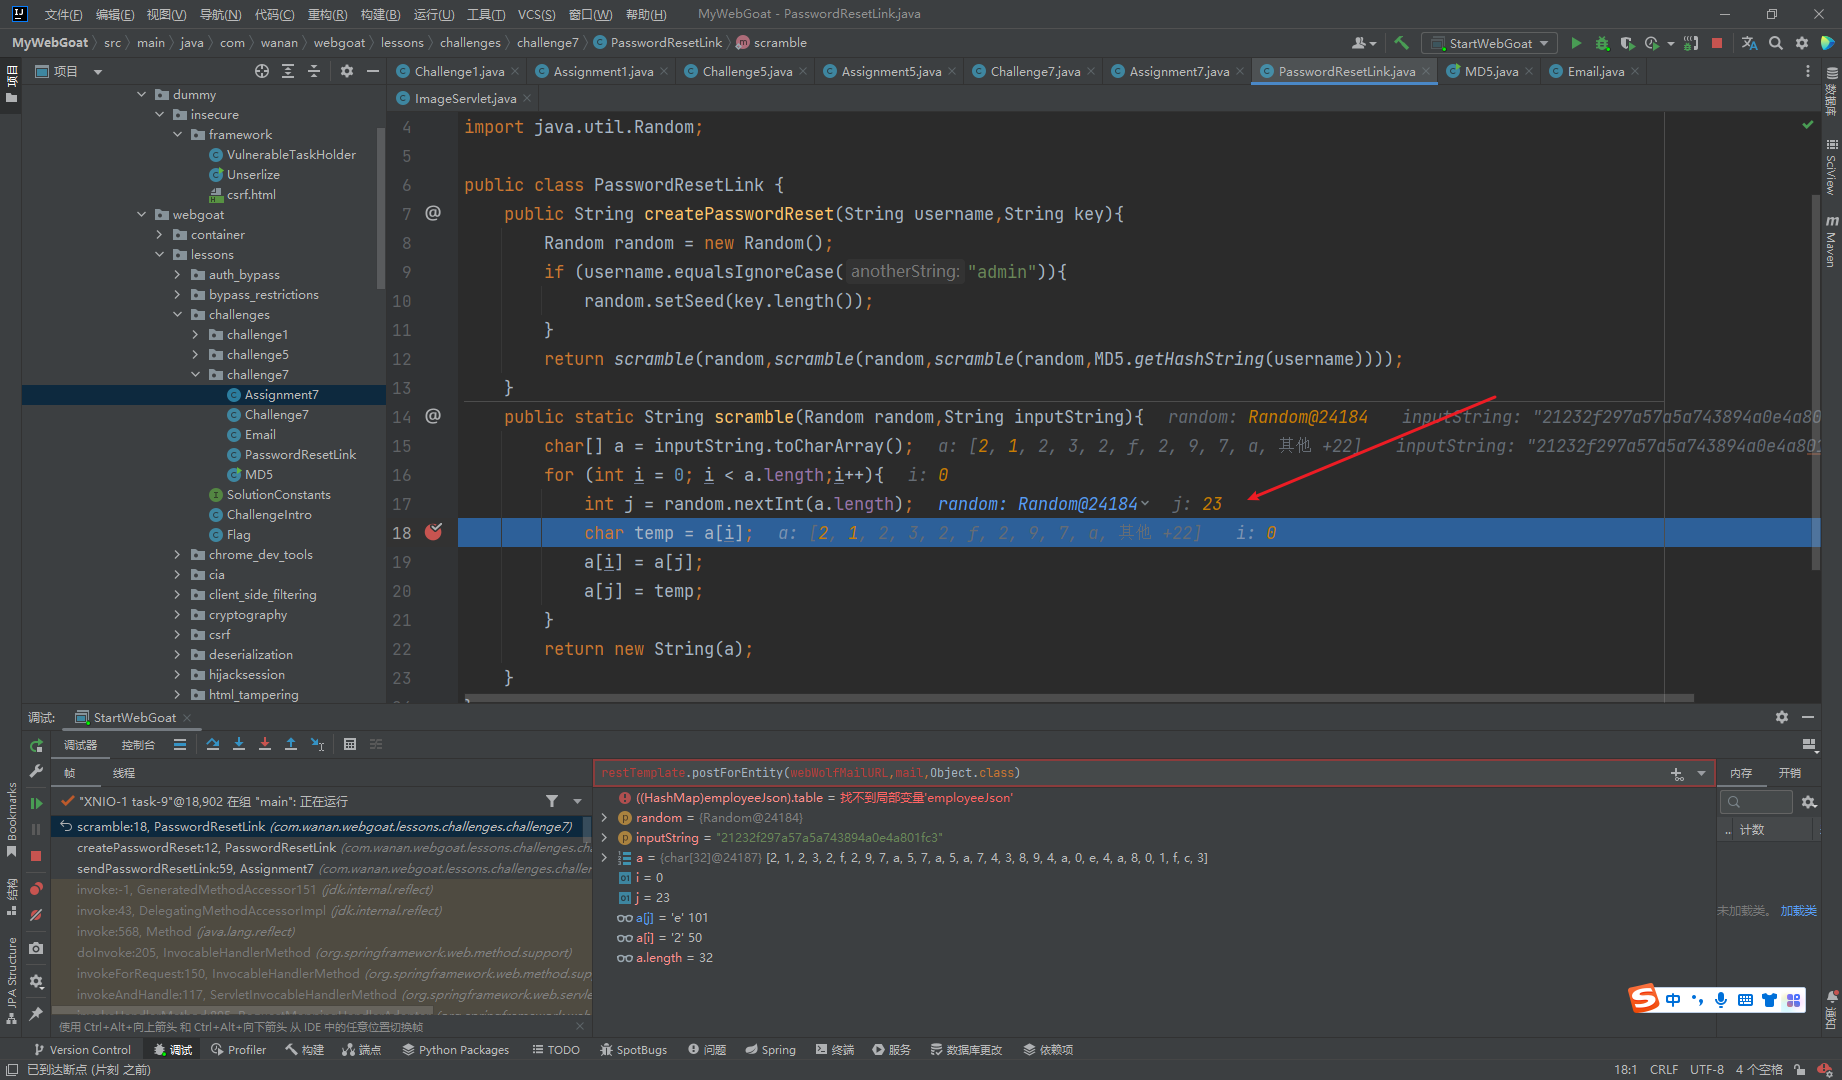 文件(F) 编辑(E) 视图(V) 导航(N) 代码(C) 重构(R) 构建(B) 运行(U) 工具(T) VCS(S) 窗口(W) 帮助(H) MyWebGoat - PasswordResetLink.java
MyWebGoat src main java com wanan webgoat lessons challenges challenge7 PasswordResetLink scramble StartWebGoat
项目
项目
Challenge1.java Assignment1.java Challenge5.java Assignment5.java Challenge7.java Assignment7.java PasswordResetLink.java MD5.java Email.java
ImageServlet.java
dummy
insecure
framework
VulnerableTaskHolder
Unserlize
csrf.html
webgoat
container
lessons
auth_bypass
bypass_restrictions
challenges
challenge1
challenge5
challenge7
Assignment7
Challenge7
Email
PasswordResetLink
MD5
SolutionConstants
ChallengeIntro
Flag
chrome_dev_tools
cia
client_side_filtering
cryptography
csrf
deserialization
hijacksession
html_tampering
4 import java.util.Random;
5
6 public class PasswordResetLink {
7 @ public String createPasswordReset(String username,String key){
8 Random random = new Random();
9 if (username.equalsIgnoreCase( anotherString: "admin")){
10 random.setSeed(key.length());
11 }
12 return scramble(random,scramble(random,scramble(random,MD5.getHashString(username))));
13 }
14 @ public static String scramble(Random random,String inputString){ random: Random@24184 inputString: "21232f297a57a5a743894a0e4a80
15 char[] a = inputString.toCharArray(); a: [2, 1, 2, 3, 2, f, 2, 9, 7, a, 其他 +22] inputString: "21232f297a57a5a743894a0e4a801
16 for (int i = 0; i < a.length;i++){ i: 0
17 int j = random.nextInt(a.length); random: Random@24184 j: 23
18 char temp = a[i]; a: [2, 1, 2, 3, 2, f, 2, 9, 7, a, 其他 +22] i: 0
19 a[i] = a[j];
20 a[j] = temp;
21 }
22 return new String(a);
23 }
数据库
SciView
Maven
调试: StartWebGoat
调试器 控制台
帧 线程
"XNIO-1 task-9"@18,902 在组 "main": 正在运行
scramble:18, PasswordResetLink (com.wanan.webgoat.lessons.challenges.challenge7)
createPasswordReset:12, PasswordResetLink (com.wanan.webgoat.lessons.challenges.cha
sendPasswordResetLink:59, Assignment7 (com.wanan.webgoat.lessons.challenges.challer
invoke:-1, GeneratedMethodAccessor151 (jdk.internal.reflect)
invoke:43, DelegatingMethodAccessorImpl (jdk.internal.reflect)
invoke:568, Method (java.lang.reflect)
doInvoke:205, InvocableHandlerMethod (org.springframework.web.method.support)
invokeForRequest:150, InvocableHandlerMethod (org.springframework.web.method.sup
invokeAndHandle:117, ServletInvocableHandlerMethod (org.springframework.web.servle
使用 Ctrl+Alt+向上箭头 和 Ctrl+Alt+向下箭头 从 IDE 中的任意位置切换帧
restTemplate.postForEntity(webWolfMailURL,mail,Object.class)
((HashMap)employeeJson).table = 找不到局部变量'employeeJson'
random = {Random@24184}
inputString = "21232f297a57a5a743894a0e4a801fc3"
a = {char[32]@24187} [2, 1, 2, 3, 2, f, 2, 9, 7, a, 5, 7, a, 5, a, 7, 4, 3, 8, 9, 4, a, 0, e, 4, a, 8, 0, 1, f, c, 3]
i = 0
j = 23
a[j] = 'e' 101
a[i] = '2' 50
a.length = 32
内存 开销
.. 计数
未加载类。 加载类
中
Bookmarks
结构
JPA Structure
通知
Version Control 调试 Profiler 构建 端点 Python Packages TODO SpotBugs 问题 Spring 终端 服务 数据库更改 依赖项
已到达断点 (片刻 之前) 18:1 CRLF UTF-8 4 个空格